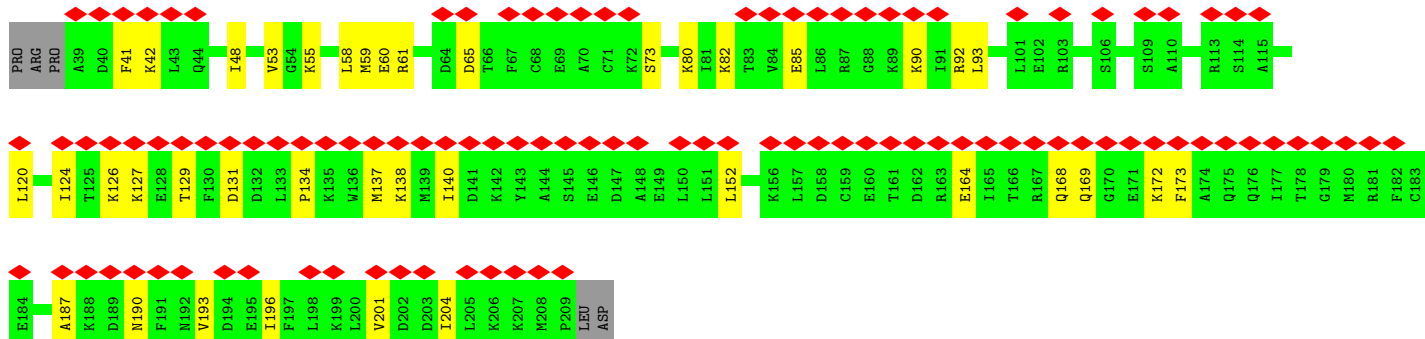 PRO ARG PRO A39 D40 F41 K42 L43 Q44 I48 V53 G54 K55 L58 M59 E60 R61 D64 D65 T66 F67 C68 E69 A70 C71 K72 S73 K80 I81 K82 T83 V84 E85 L86 R87 G88 K89 K90 I91 R92 L93 L101 E102 R103 S106 S109 A110 R113 S114 A115
L120 I124 T125 K126 K127 E128 T129 F130 D131 D132 L133 P134 K135 W136 M137 K138 M139 I140 D141 K142 Y143 A144 S145 E146 D147 A148 E149 L150 L151 L152 K156 L157 D158 C159 E160 T161 D162 R163 E164 I165 T166 R167 Q168 Q169 G170 E171 K172 F173 A174 Q175 Q176 I177 T178 G179 M180 R181 F182 C183
E184 A187 K188 D189 N190 F191 N192 V193 D194 E195 I196 F197 L198 K199 L200 V201 D202 D203 I204 L205 K206 K207 M208 P209 LEU ASP